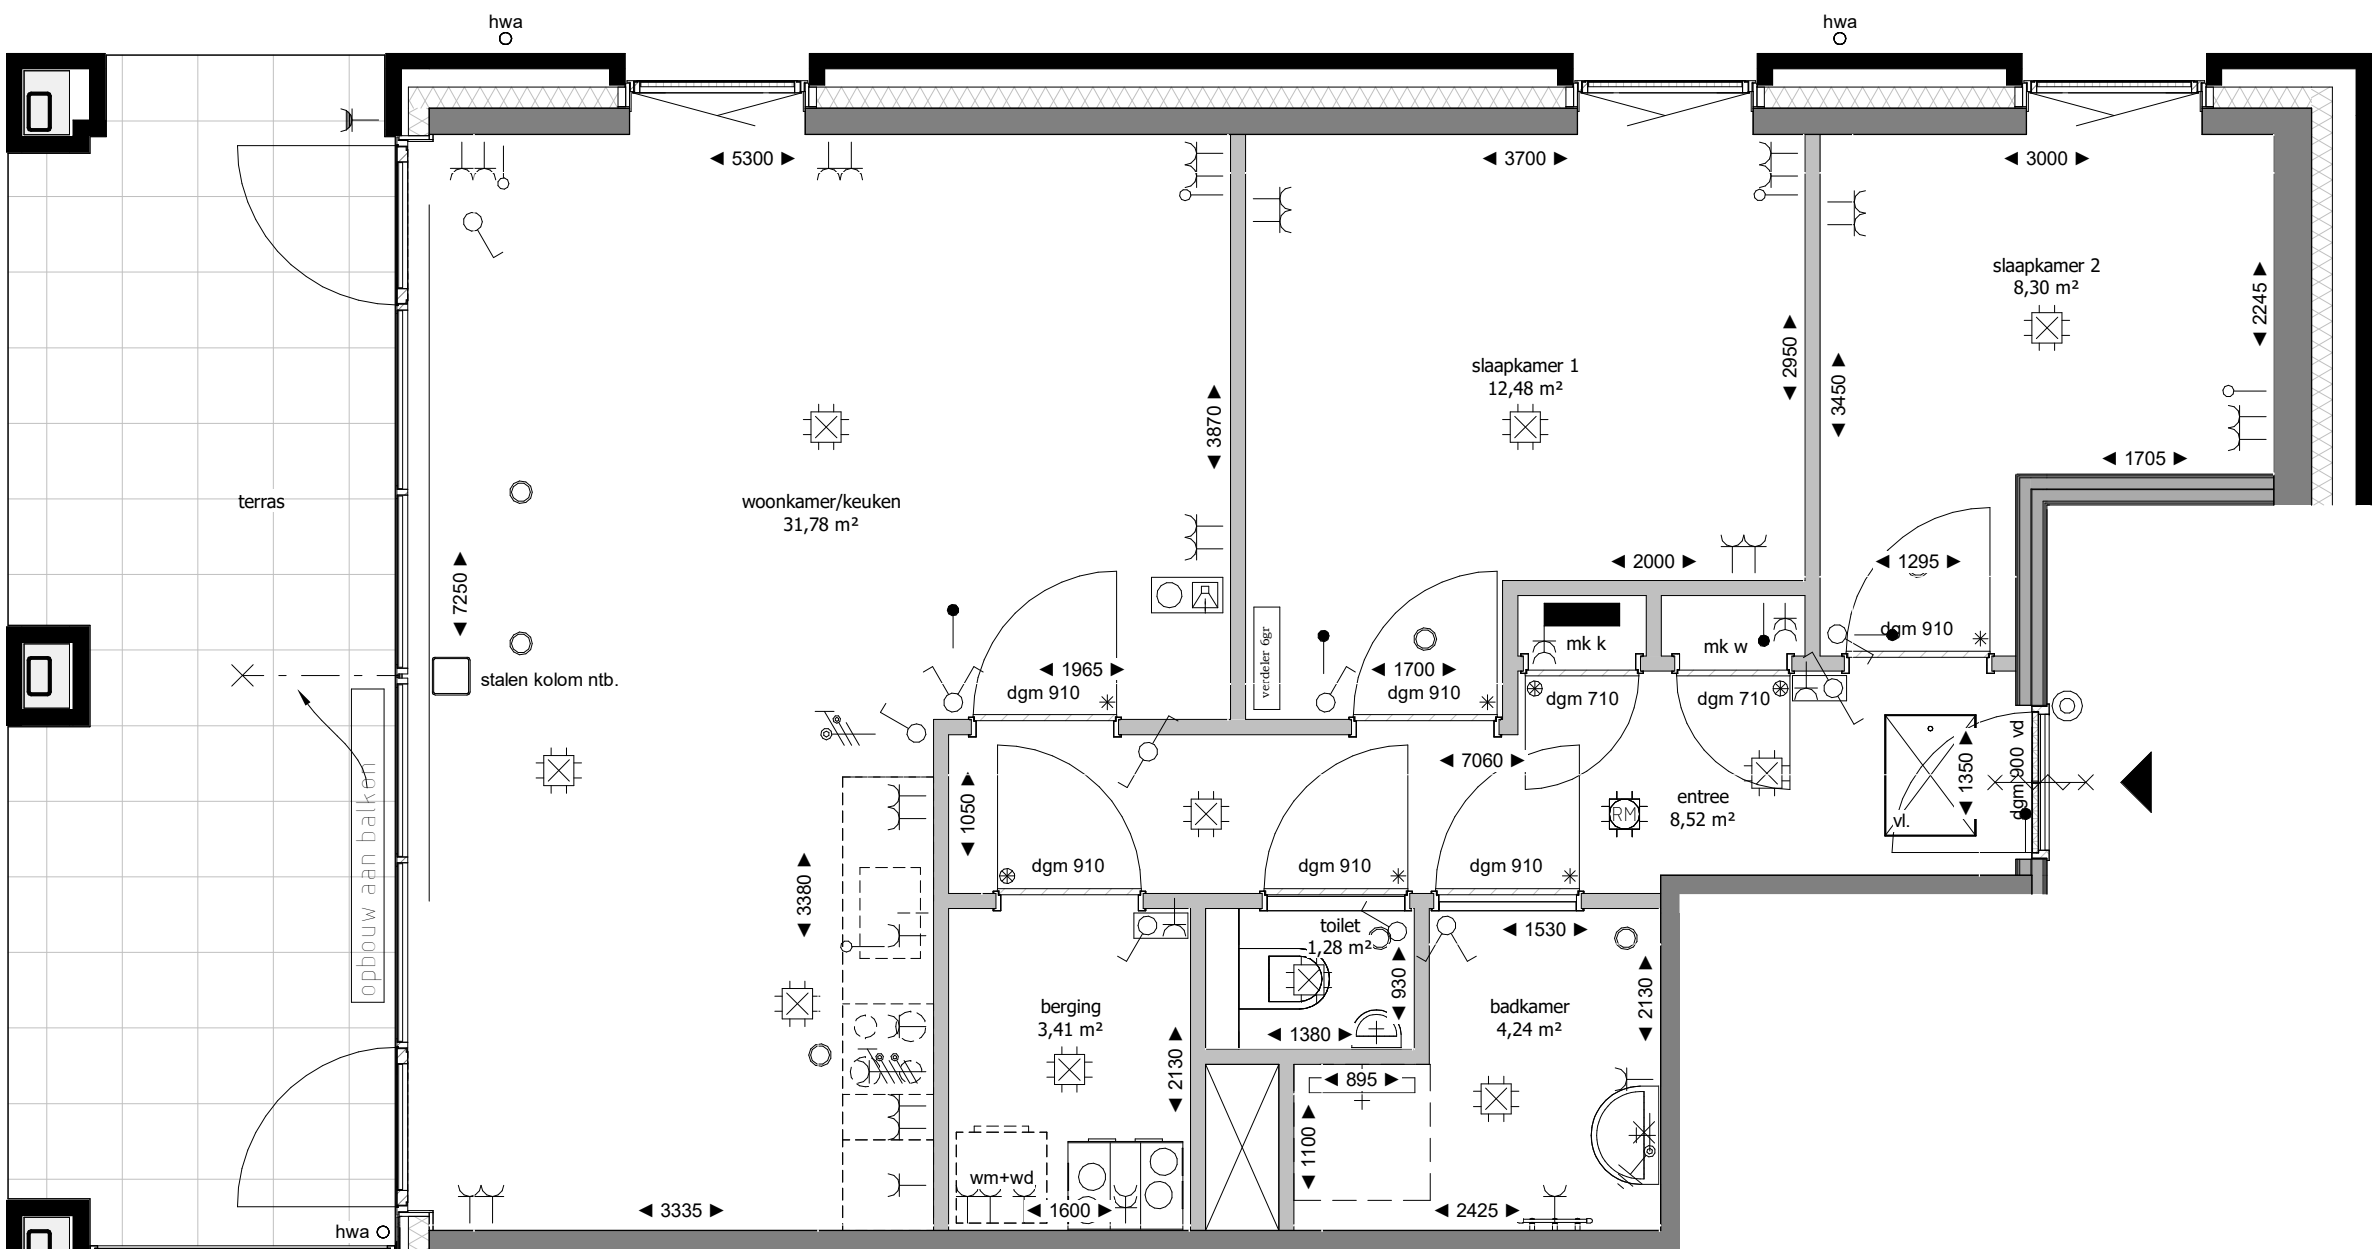 hwa
hwa
◄ 5300 ►
◄ 3700 ►
◄ 3000 ►
slaapkamer 2
8,30 m²
◄ 2245 ►
◄ 2950 ►
◄ 3450 ►
slaapkamer 1
12,48 m²
◄ 3870 ►
◄ 1705 ►
terras
woonkamer/keuken
31,78 m²
◄ 7250 ►
◄ 2000 ►
◄ 1295 ►
dgm 910
mk k
mk w
verdeler 6gr
stalen kolom ntb.
◄ 1965 ►
dgm 910
◄ 1700 ►
dgm 910
dgm 710
dgm 710
opbouw aan balken
◄ 7060 ►
◄ 1050 ►
RM
entree
8,52 m²
vl.
◄ 1350 ►
dgm 900 vd
dgm 910
dgm 910
dgm 910
◄ 3380 ►
toilet
1,28 m²
◄ 930 ►
◄ 1380 ►
◄ 1530 ►
◄ 2130 ►
badkamer
4,24 m²
berging
3,41 m²
◄ 2130 ►
◄ 895 ►
◄ 1100 ►
wm+wd
◄ 1600 ►
◄ 2425 ►
◄ 3335 ►
hwa